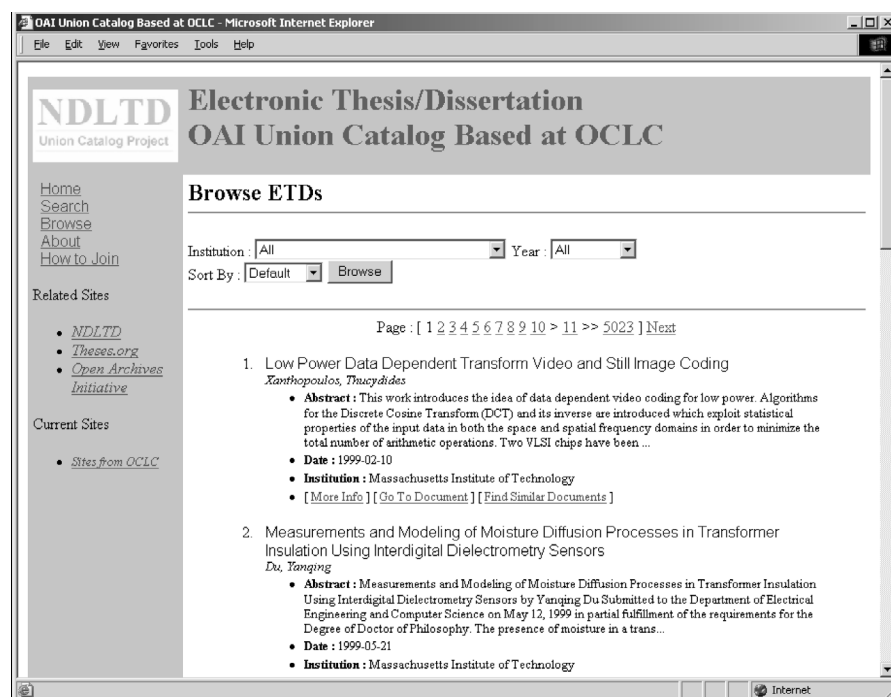 OAI Union Catalog Based at OCLC - Microsoft Internet Explorer
File Edit View Favorites Tools Help
NDLTD
Union Catalog Project
Electronic Thesis/Dissertation
OAI Union Catalog Based at OCLC
Home
Search
Browse
About
How to Join
Related Sites
NDLTD
Theses.org
Open Archives
Initiative
Current Sites
Sites from OCLC
Browse ETDs
Institution : All Year : All
Sort By : Default Browse
Page : [ 1 2 3 4 5 6 7 8 9 10 > 11 >> 5023 ] Next
1. Low Power Data Dependent Transform Video and Still Image Coding
Xanthopoulos, Thucydides
Abstract : This work introduces the idea of data dependent video coding for low power. Algorithms
for the Discrete Cosine Transform (DCT) and its inverse are introduced which exploit statistical
properties of the input data in both the space and spatial frequency domains in order to minimize the
total number of arithmetic operations. Two VLSI chips have been ...
Date : 1999-02-10
Institution : Massachusetts Institute of Technology
[ More Info ] [ Go To Document ] [ Find Similar Documents ]
2. Measurements and Modeling of Moisture Diffusion Processes in Transformer
Insulation Using Interdigital Dielectrometry Sensors
Du, Yanqing
Abstract : Measurements and Modeling of Moisture Diffusion Processes in Transformer Insulation
Using Interdigital Dielectrometry Sensors by Yanqing Du Submitted to the Department of Electrical
Engineering and Computer Science on May 12, 1999 in partial fulfillment of the requirements for the
Degree of Doctor of Philosophy. The presence of moisture in a trans...
Date : 1999-05-21
Institution : Massachusetts Institute of Technology
Internet